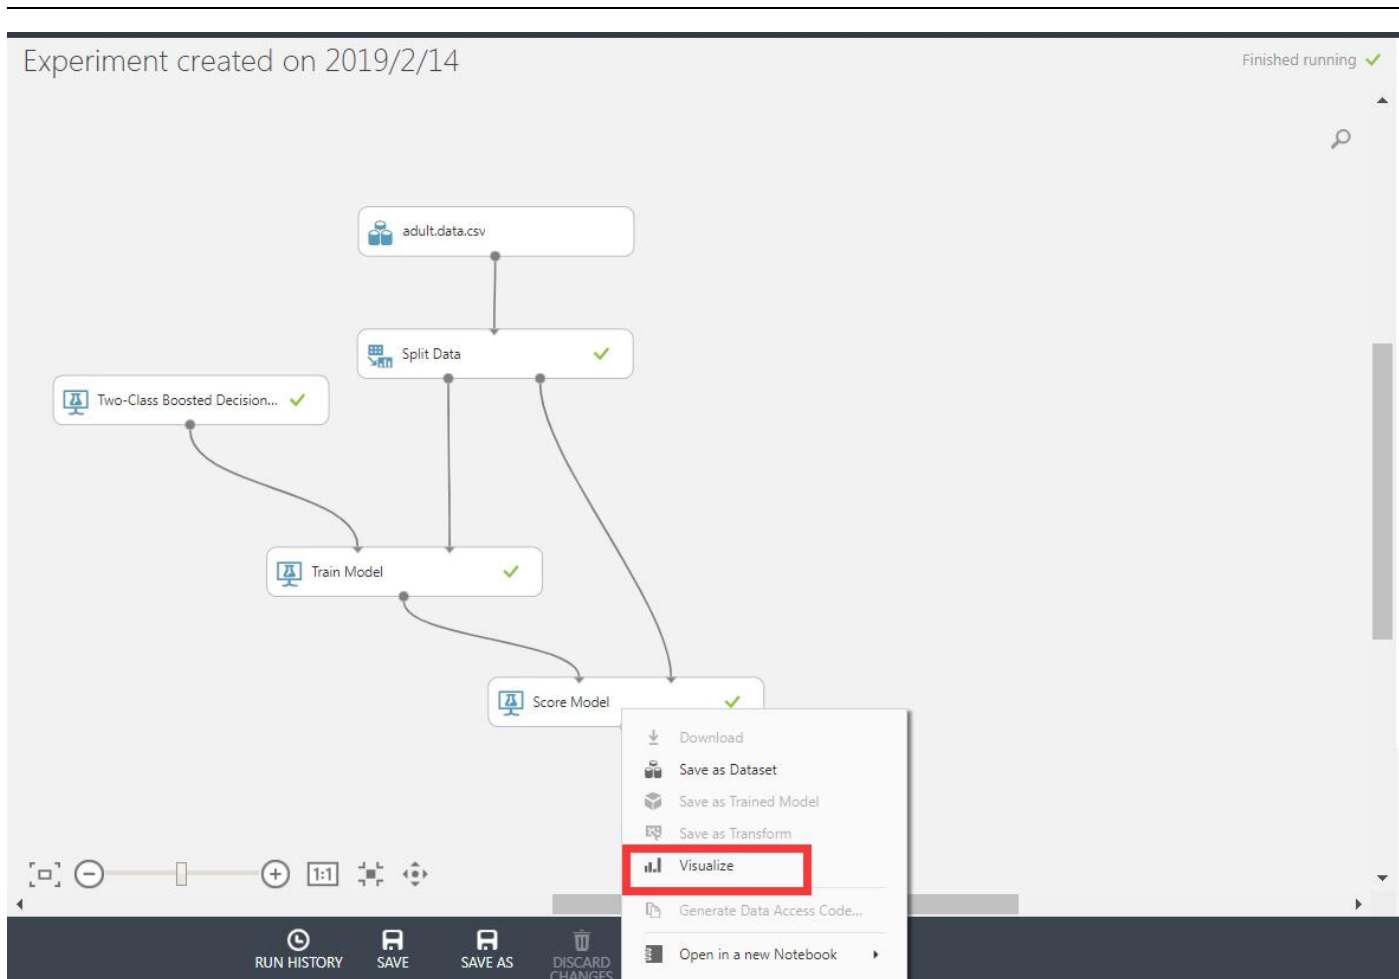 Experiment created on 2019/2/14
Finished running
adult.data.csv
Split Data
Two-Class Boosted Decision...
Train Model
Score Model
Download
Save as Dataset
Save as Trained Model
Save as Transform
Visualize
1:1
Generate Data Access Code...
Open in a new Notebook
RUN HISTORY
SAVE
SAVE AS
DISCARD
CHANGES